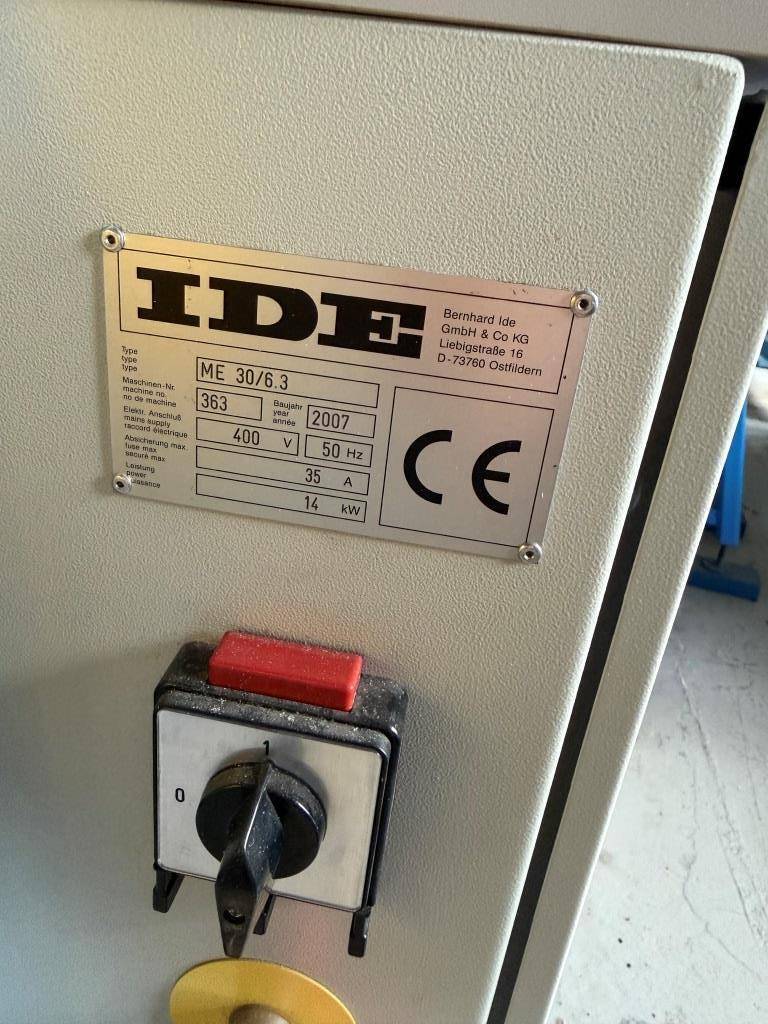 IDE
Bernhard Ide
GmbH & Co KG
Liebigstraße 16
D-73760 Ostfildern
Type
type
type
ME 30/6.3
Maschinen-Nr.
machine no.
no de machine
363
Baujahr
year
année
2007
Elektr. Anschluß
mains supply
raccord électrique
400 V
50 Hz
Absicherung max.
fuse max
securé max
35 A
Leistung
power
puissance
14 kW
CE
1
0